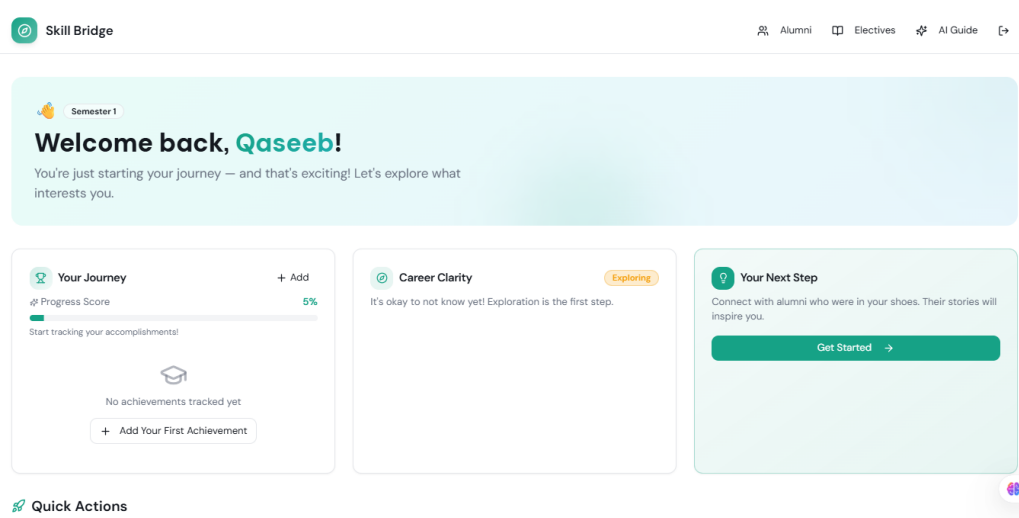 Skill Bridge
Alumni
Electives
AI Guide
Semester 1
Welcome back, Qaseeb!
You're just starting your journey — and that's exciting! Let's explore what
interests you.
Your Journey
Add
Progress Score
5%
Start tracking your accomplishments!
No achievements tracked yet
Add Your First Achievement
Career Clarity
Exploring
It's okay to not know yet! Exploration is the first step.
Your Next Step
Connect with alumni who were in your shoes. Their stories will
inspire you.
Get Started
Quick Actions